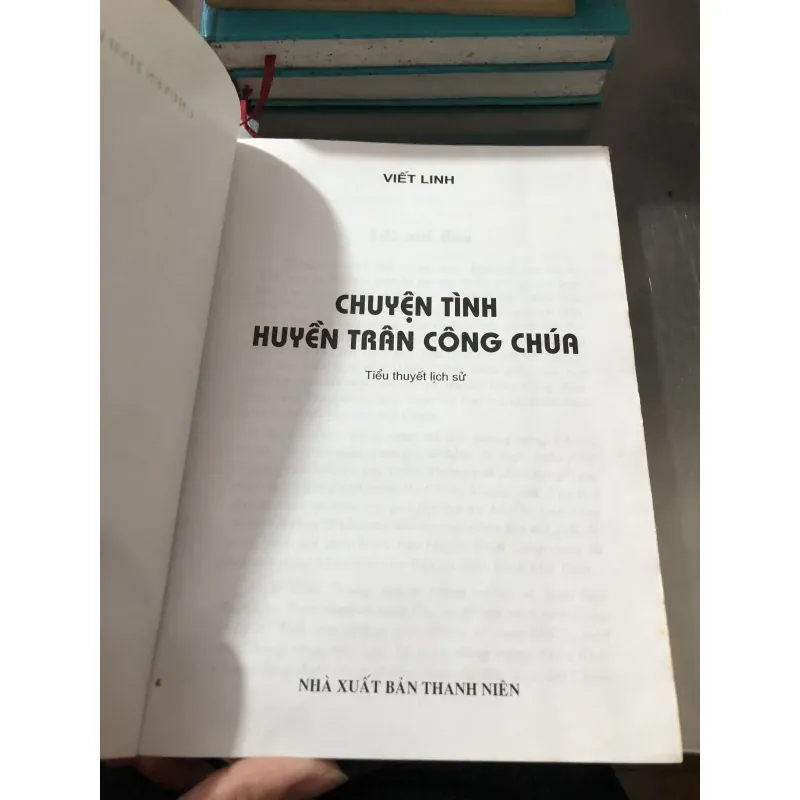 VIẾT LINH
CHUYỆN TÌNH
HUYỀN TRÂN CÔNG CHÚA
Tiểu thuyết lịch sử
NHÀ XUẤT BẢN THANH NIÊN